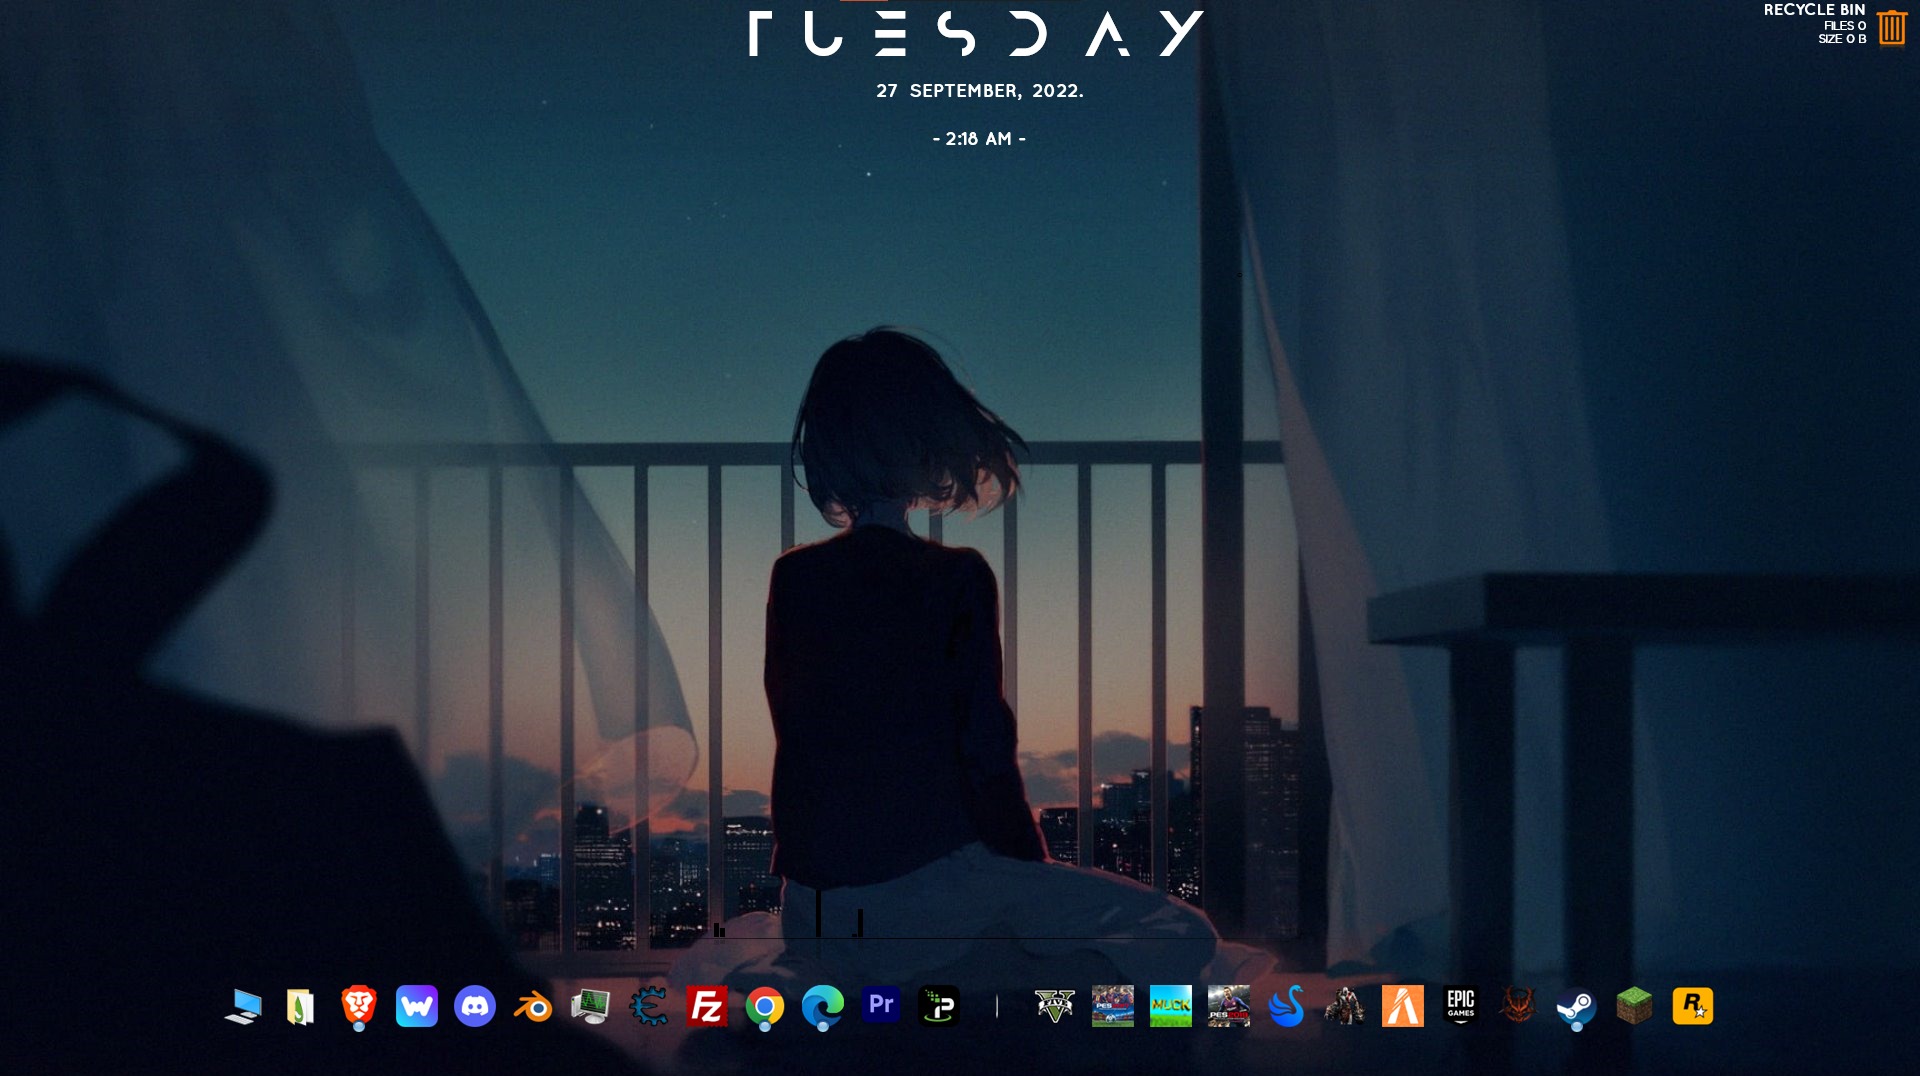 TUESDAY
27 SEPTEMBER, 2022.
- 2:18 AM -
RECYCLE BIN
FILES 0
SIZE 0 B
Fz
Pr
P
V
FIVE
PES
MUCK
PES
EPIC
GAMES
R